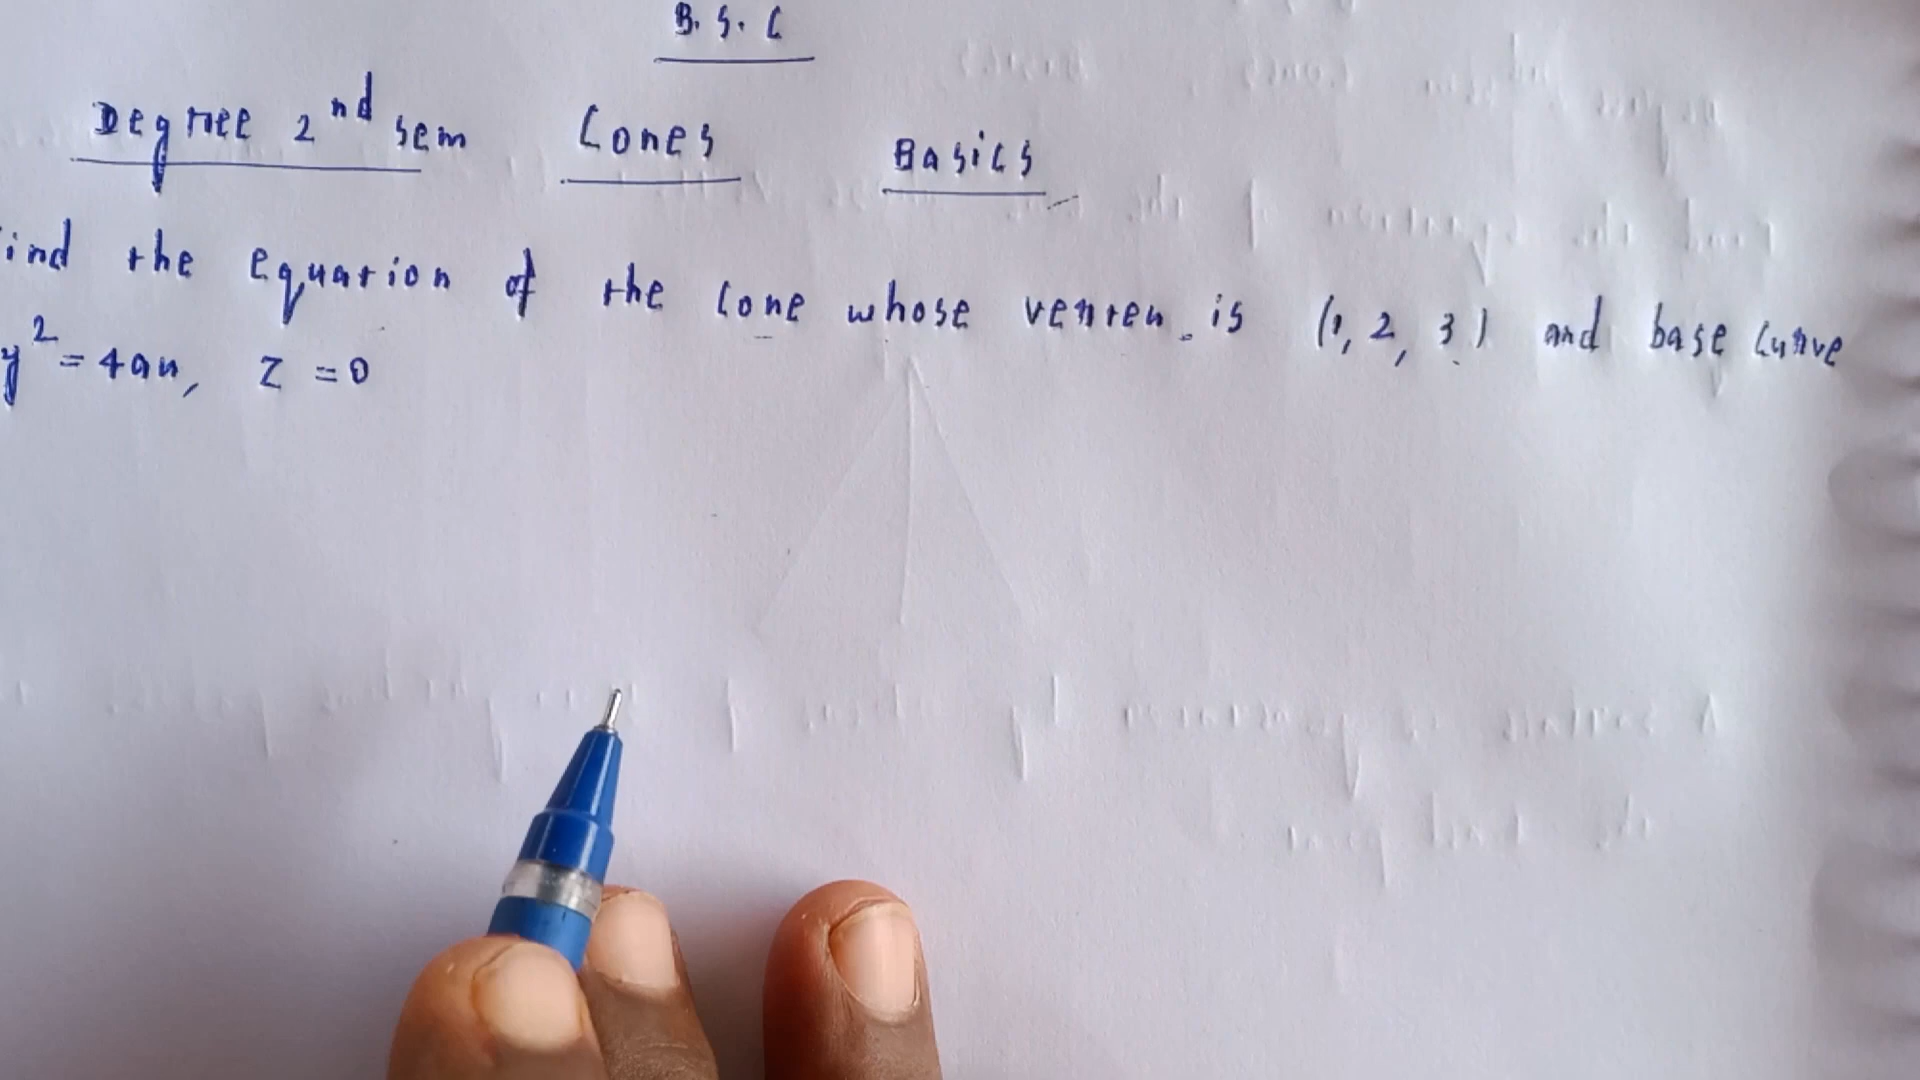 B.S.C
Degree 2nd sem Cones Basics
ind the equation of the cone whose vertex is (1, 2, 3) and base curve
y² = 4ax, z = 0